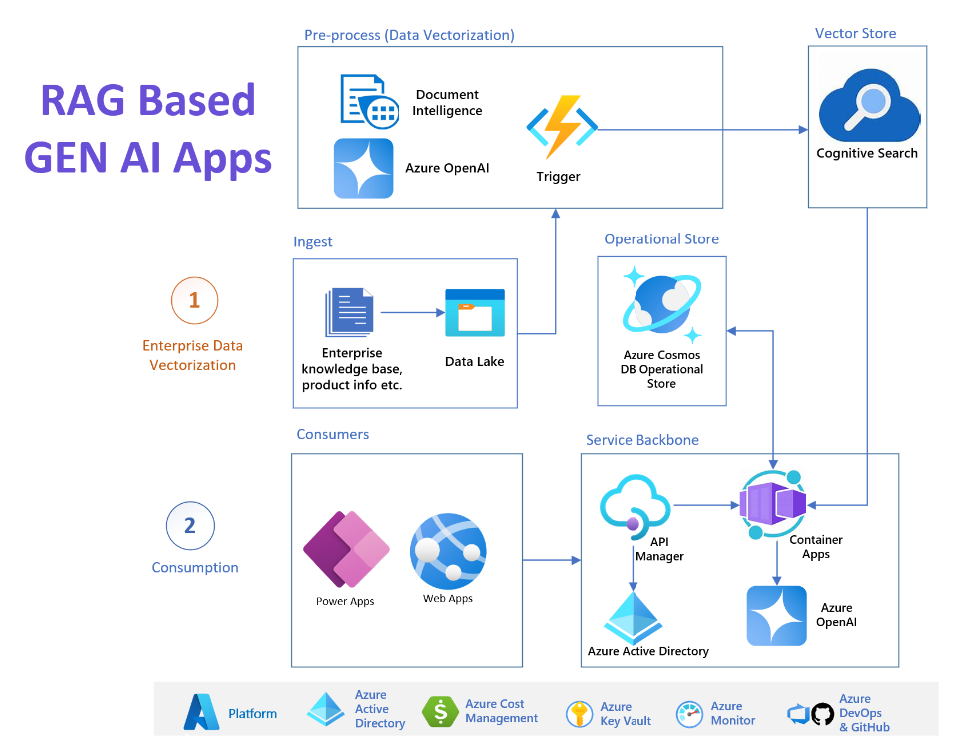 RAG Based
GEN AI Apps
Pre-process (Data Vectorization)
Document
Intelligence
Azure OpenAI
Trigger
Vector Store
Cognitive Search
Ingest
Enterprise
knowledge base,
product info etc.
Data Lake
Operational Store
Azure Cosmos
DB Operational
Store
1
Enterprise Data
Vectorization
Consumers
Power Apps
Web Apps
Service Backbone
API
Manager
Container
Apps
Azure Active Directory
Azure
OpenAI
2
Consumption
Platform
Azure
Active
Directory
$
Azure Cost
Management
Azure
Key Vault
Azure
Monitor
Azure
DevOps
& GitHub